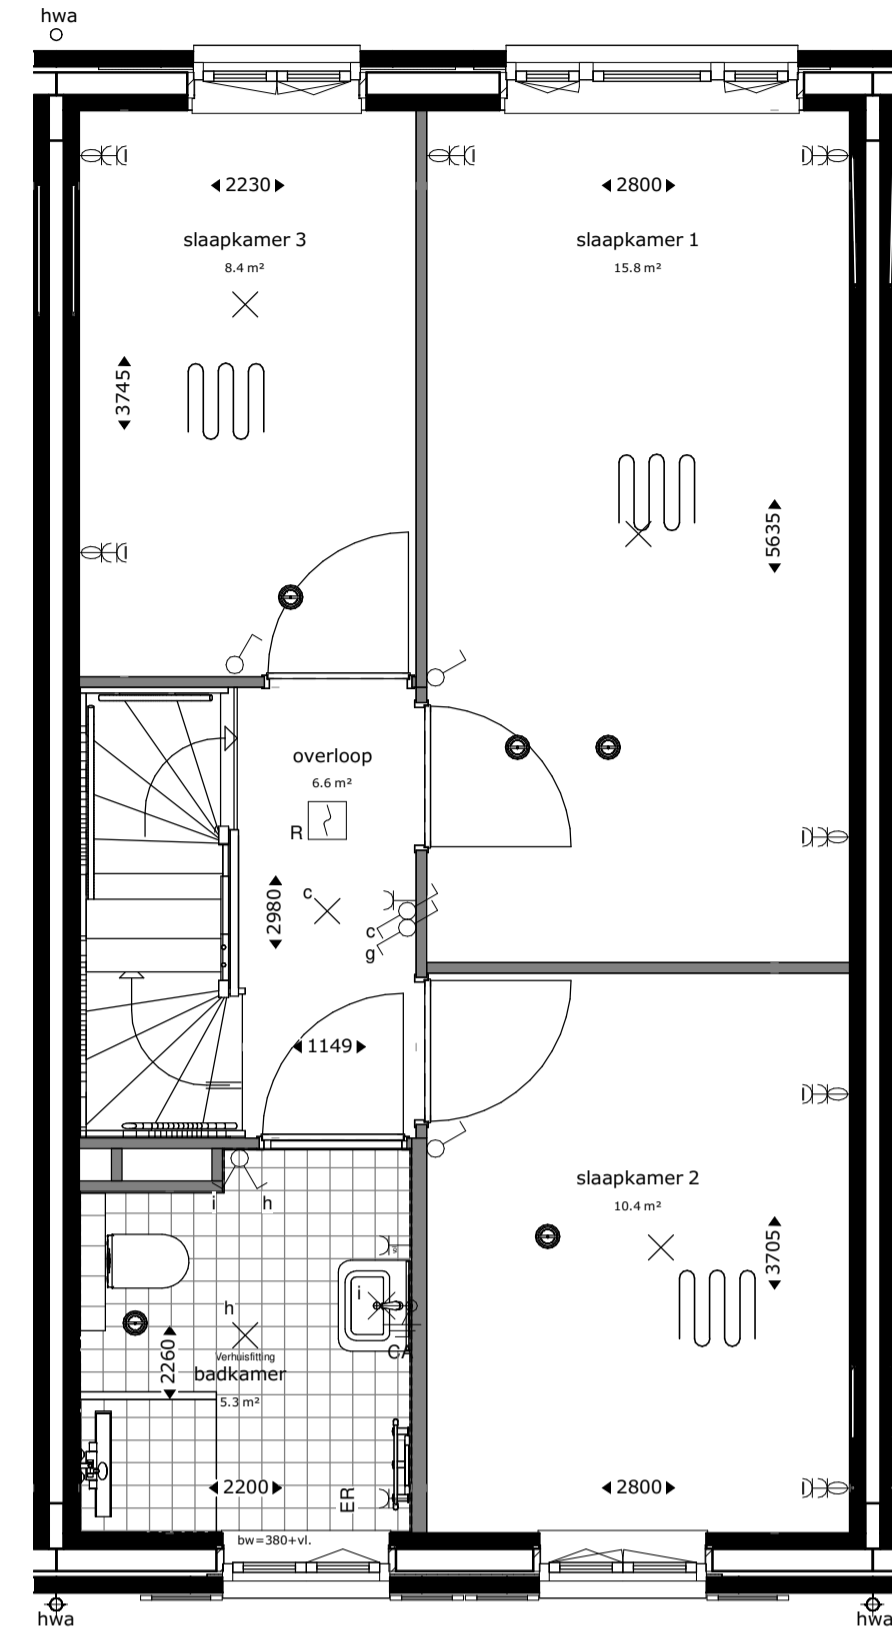 hwa
2230
2800
slaapkamer 3
8.4 m²
slaapkamer 1
15.8 m²
3745
5635
overloop
6.6 m²
R
c
2980
c
g
1149
slaapkamer 2
10.4 m²
i
h
3705
h
i
Verhuisfitting
badkamer
5.3 m²
2260
CA
2200
ER
2800
bw=380+vl.
hwa
hwa